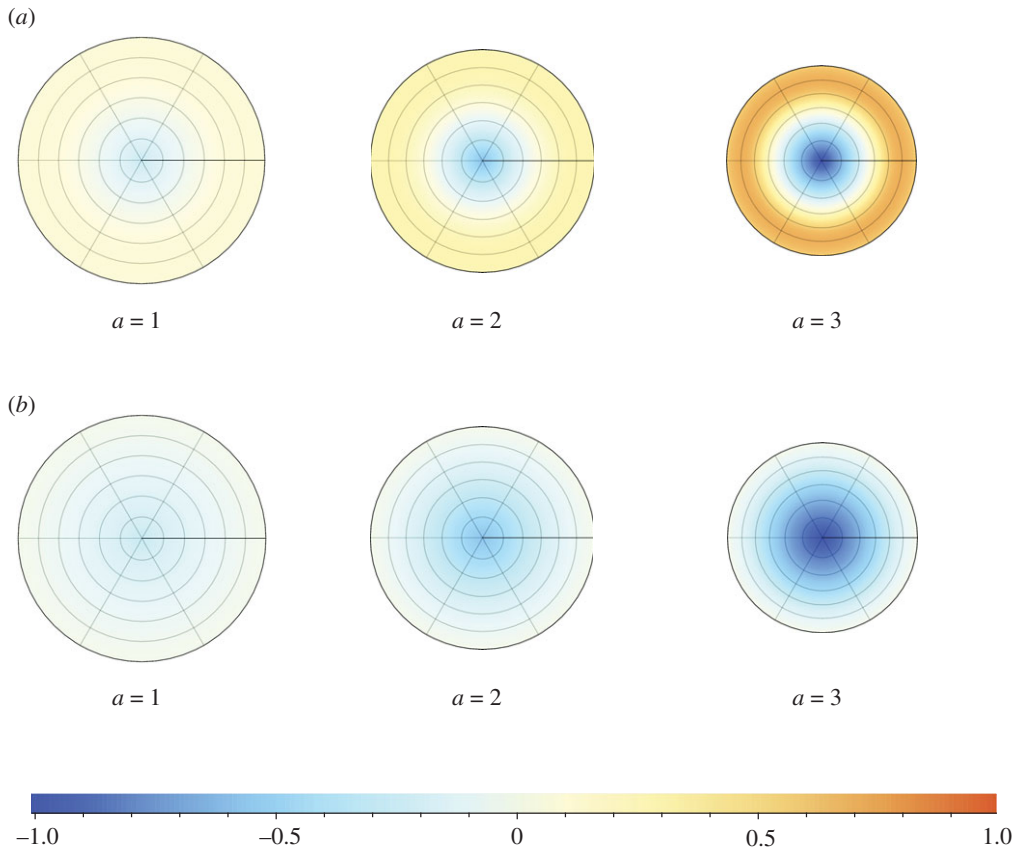 (a)
a = 1 a = 2 a = 3
(b)
a = 1 a = 2 a = 3
–1.0 –0.5 0 0.5 1.0